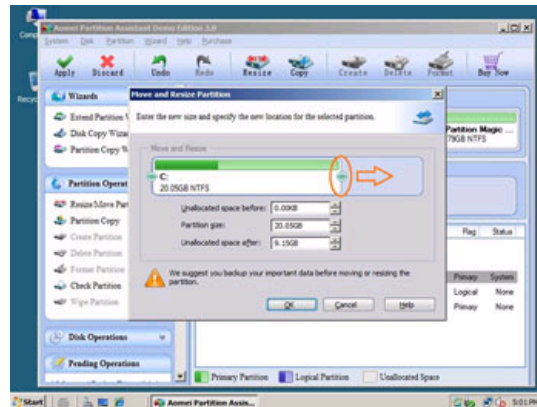 Aomei Partition Assistant Demo Edition 3.0
System Disk Partition Wizard Help Purchase
Apply Discard Undo Redo Resize Copy Create Delete Format Buy Now
Wizards
Extend Partition
Disk Copy
Partition Copy
Partition
Resize/Move
Partition Copy
Create Partition
Delete Partition
Format Partition
Check Partition
Wipe Partition
Disk Operations
Pending Operations
Move and Resize Partition
Enter the new size and specify the new location for the selected partition.
Move and Resize
C:
20.05GB NTFS
Unallocated space before: 0.00KB
Partition size: 20.05GB
Unallocated space after: 9.15GB
We suggest you backup your important data before moving or resizing the
partition.
OK Cancel Help
Partition Magic ...
NTFS
Flag Status
Primary System
Logical None
Primary None
Primary Partition Logical Partition Unallocated Space
Start Aomei Partition Assis... 5:01 PM